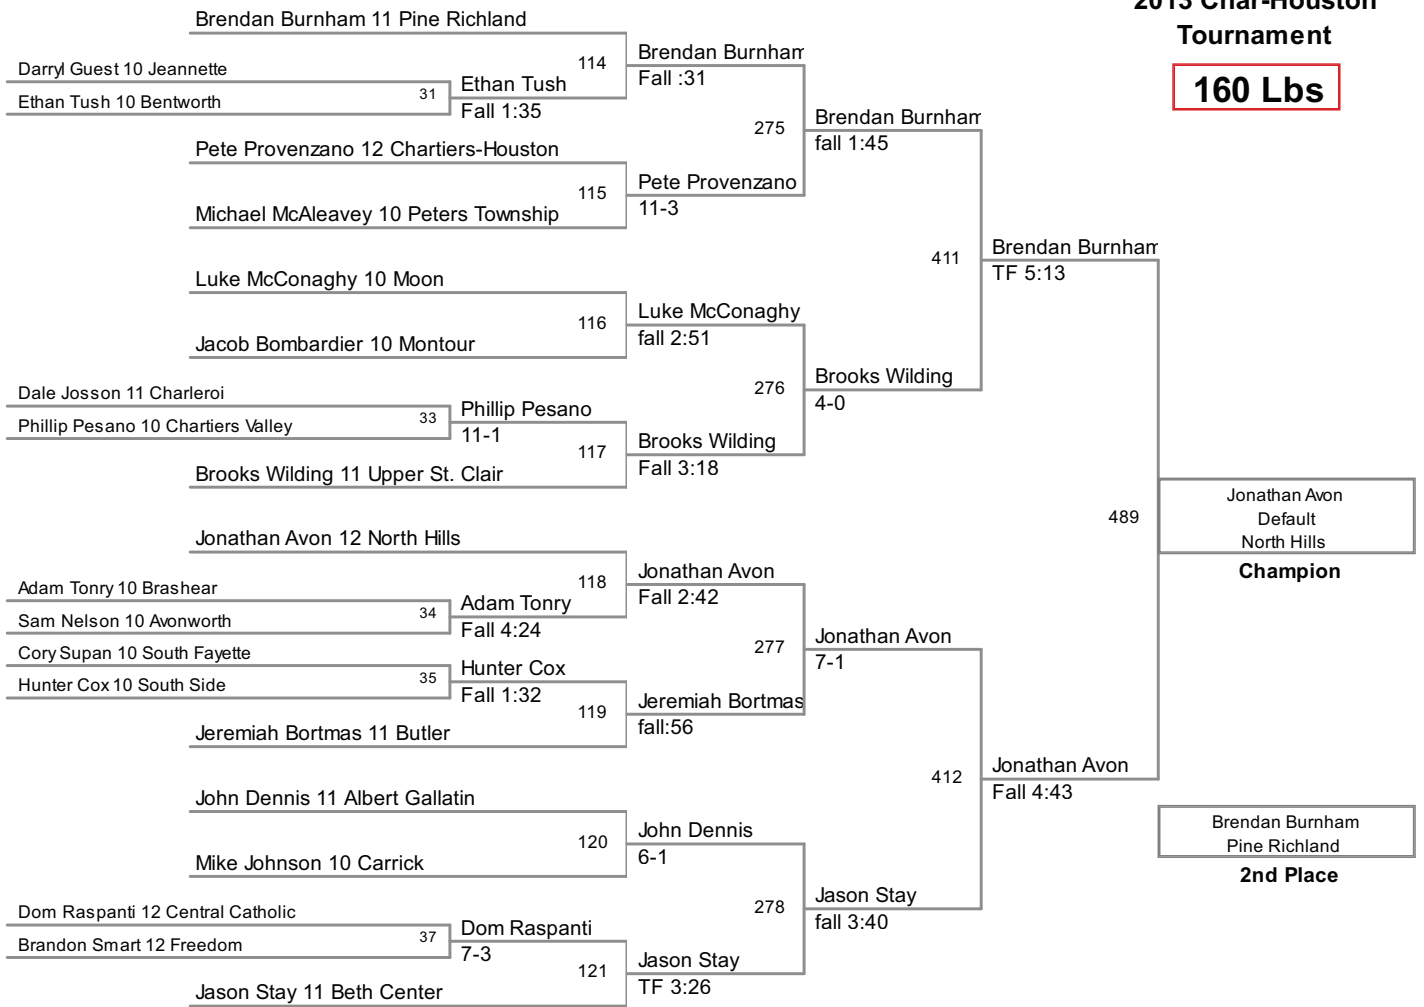 2013 Char-Houston
Tournament
160 Lbs
Brendan Burnham 11 Pine Richland
Darryl Guest 10 Jeannette
Ethan Tush 10 Bentworth
31
Ethan Tush
Fall 1:35
114
Brendan Burnham
Fall :31
Pete Provenzano 12 Chartiers-Houston
Michael McAleavey 10 Peters Township
115
Pete Provenzano
11-3
275
Brendan Burnham
fall 1:45
Luke McConaghy 10 Moon
Jacob Bombardier 10 Montour
116
Luke McConaghy
fall 2:51
Dale Josson 11 Charleroi
Phillip Pesano 10 Chartiers Valley
33
Phillip Pesano
11-1
Brooks Wilding 11 Upper St. Clair
117
Brooks Wilding
Fall 3:18
276
Brooks Wilding
4-0
411
Brendan Burnham
TF 5:13
Jonathan Avon 12 North Hills
Adam Tonry 10 Brashear
Sam Nelson 10 Avonworth
34
Adam Tonry
Fall 4:24
118
Jonathan Avon
Fall 2:42
Cory Supan 10 South Fayette
Hunter Cox 10 South Side
35
Hunter Cox
Fall 1:32
Jeremiah Bortmas 11 Butler
119
Jeremiah Bortmas
fall:56
277
Jonathan Avon
7-1
John Dennis 11 Albert Gallatin
Mike Johnson 10 Carrick
120
John Dennis
6-1
Dom Raspanti 12 Central Catholic
Brandon Smart 12 Freedom
37
Dom Raspanti
7-3
Jason Stay 11 Beth Center
121
Jason Stay
TF 3:26
278
Jason Stay
fall 3:40
412
Jonathan Avon
Fall 4:43
489
Jonathan Avon
Default
North Hills
Champion
Brendan Burnham
Pine Richland
2nd Place